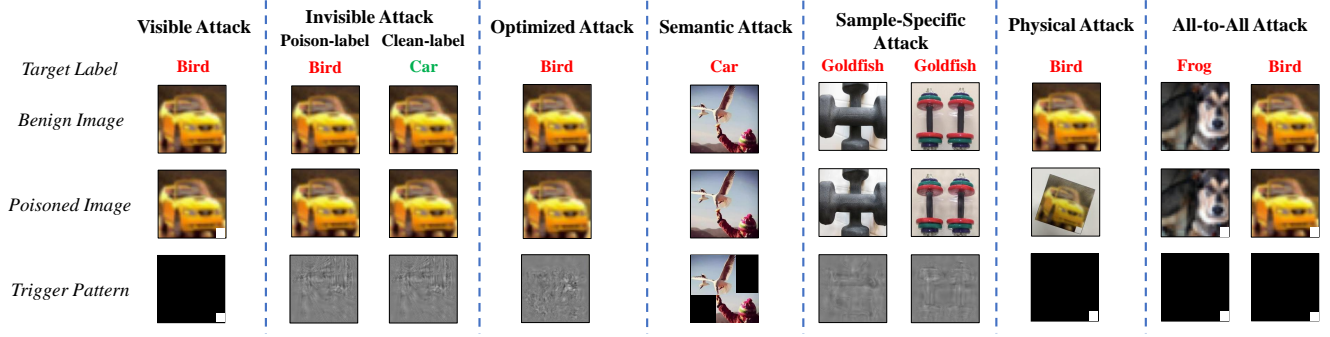 Visible Attack
Invisible Attack
Poison-label Clean-label
Optimized Attack
Semantic Attack
Sample-Specific
Attack
Physical Attack
All-to-All Attack
Target Label
Bird
Bird
Car
Bird
Car
Goldfish
Goldfish
Bird
Frog
Bird
Benign Image
Poisoned Image
Trigger Pattern